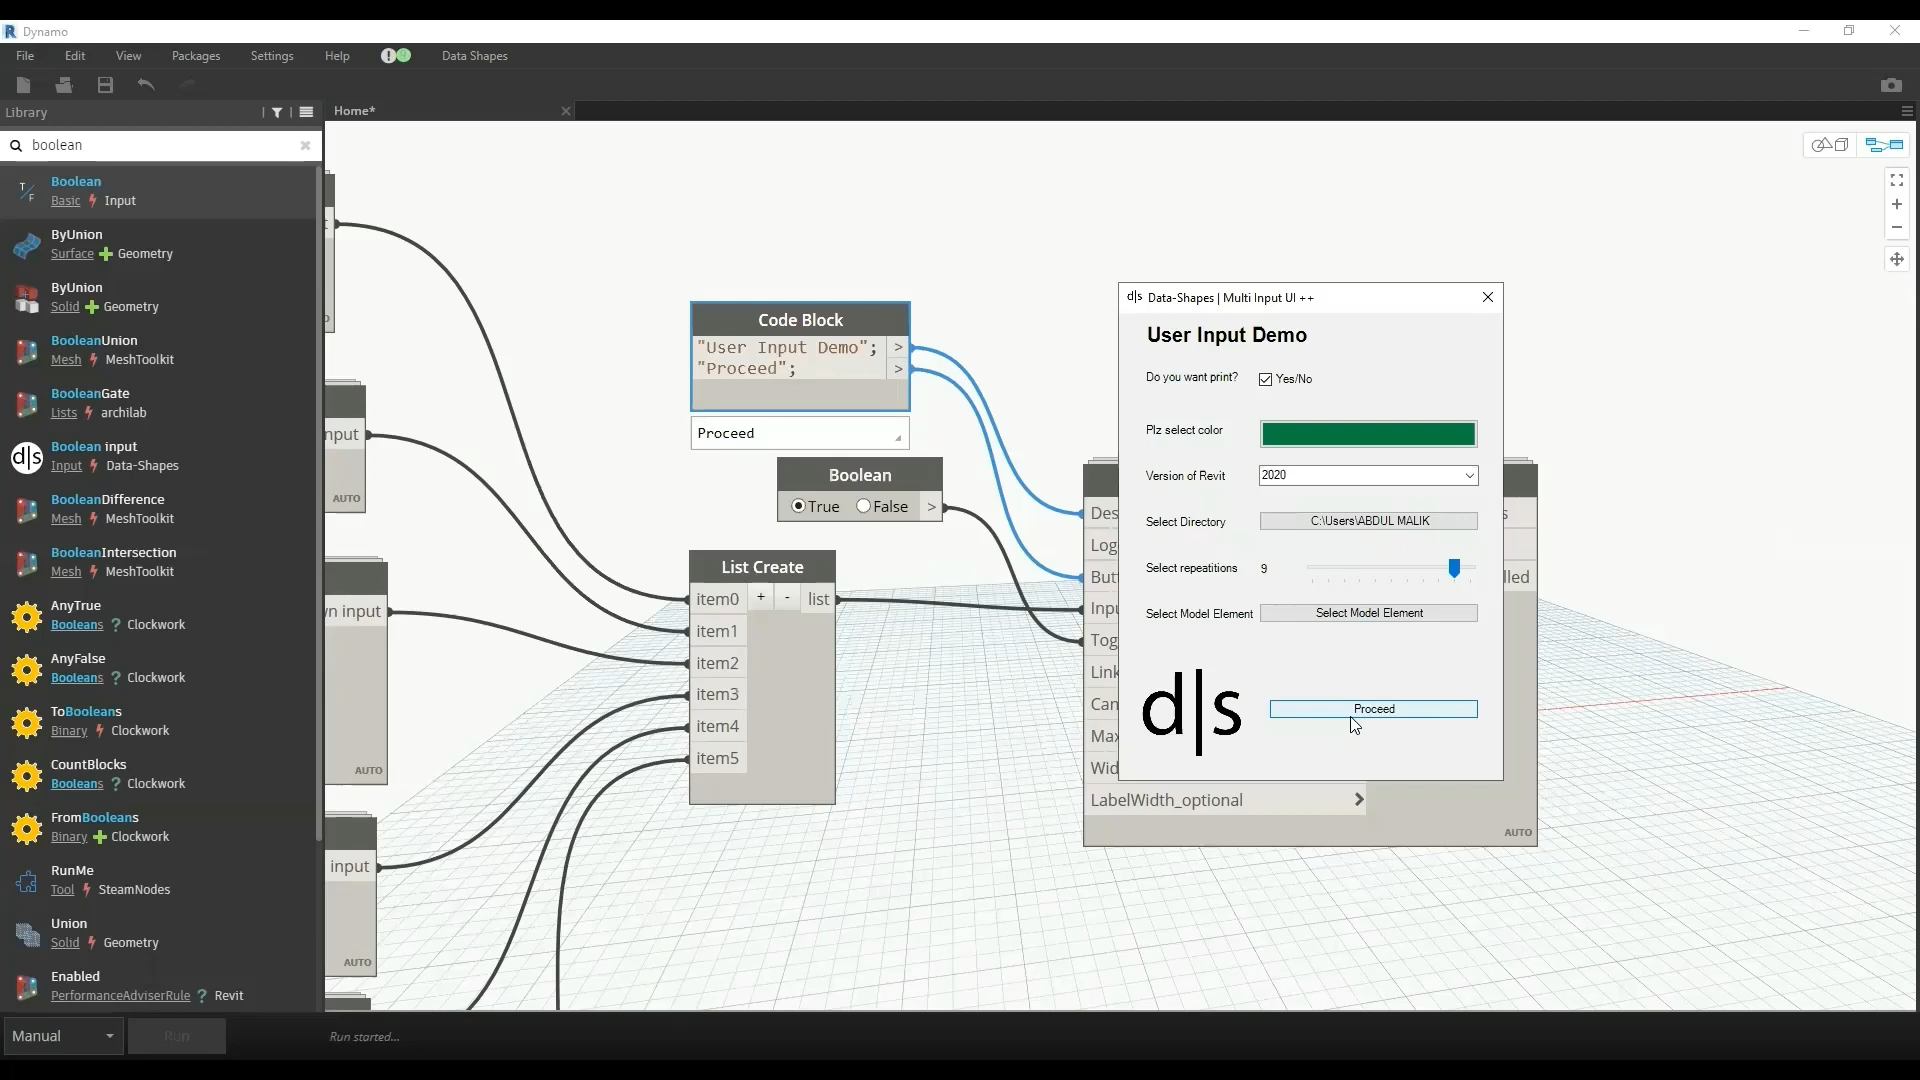 Dynamo
File Edit View Packages Settings Help ! Data Shapes
Library
Home*
boolean
Boolean
Basic Input
ByUnion
Surface Geometry
ByUnion
Solid Geometry
BooleanUnion
Mesh MeshToolkit
BooleanGate
Lists archilab
Boolean input
Input Data-Shapes
BooleanDifference
Mesh MeshToolkit
BooleanIntersection
Mesh MeshToolkit
AnyTrue
Booleans ? Clockwork
AnyFalse
Booleans ? Clockwork
ToBooleans
Binary Clockwork
CountBlocks
Booleans ? Clockwork
FromBooleans
Binary Clockwork
RunMe
Tool SteamNodes
Union
Solid Geometry
Enabled
PerformanceAdviserRule ? Revit
Manual
Run
Run started...
AUTO
input
AUTO
input
AUTO
Code Block
"User Input Demo"; >
"Proceed"; >
Proceed
Boolean
True False >
List Create
item0 + - list
item1
item2
item3
item4
item5
LabelWidth_optional
AUTO
d|s Data-Shapes | Multi Input UI ++
User Input Demo
Do you want print? Yes/No
Plz select color
Version of Revit 2020
Select Directory C:\Users\ABDUL MALIK
Select repeatitions 9
Select Model Element Select Model Element
d|s
Proceed